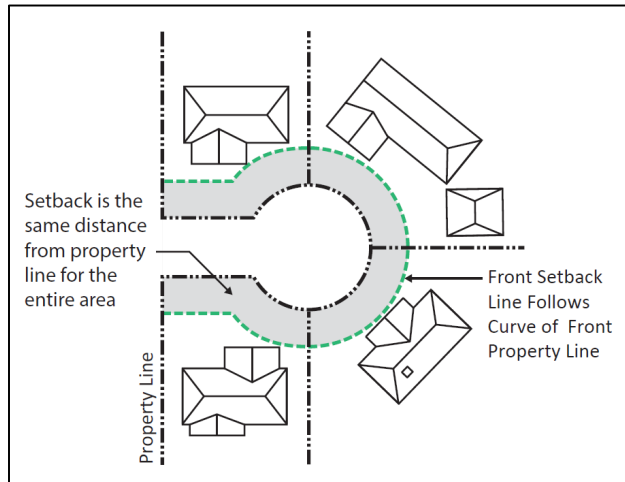 Setback is the
same distance
from property
line for the
entire area
Property Line
Front Setback
Line Follows
Curve of Front
Property Line